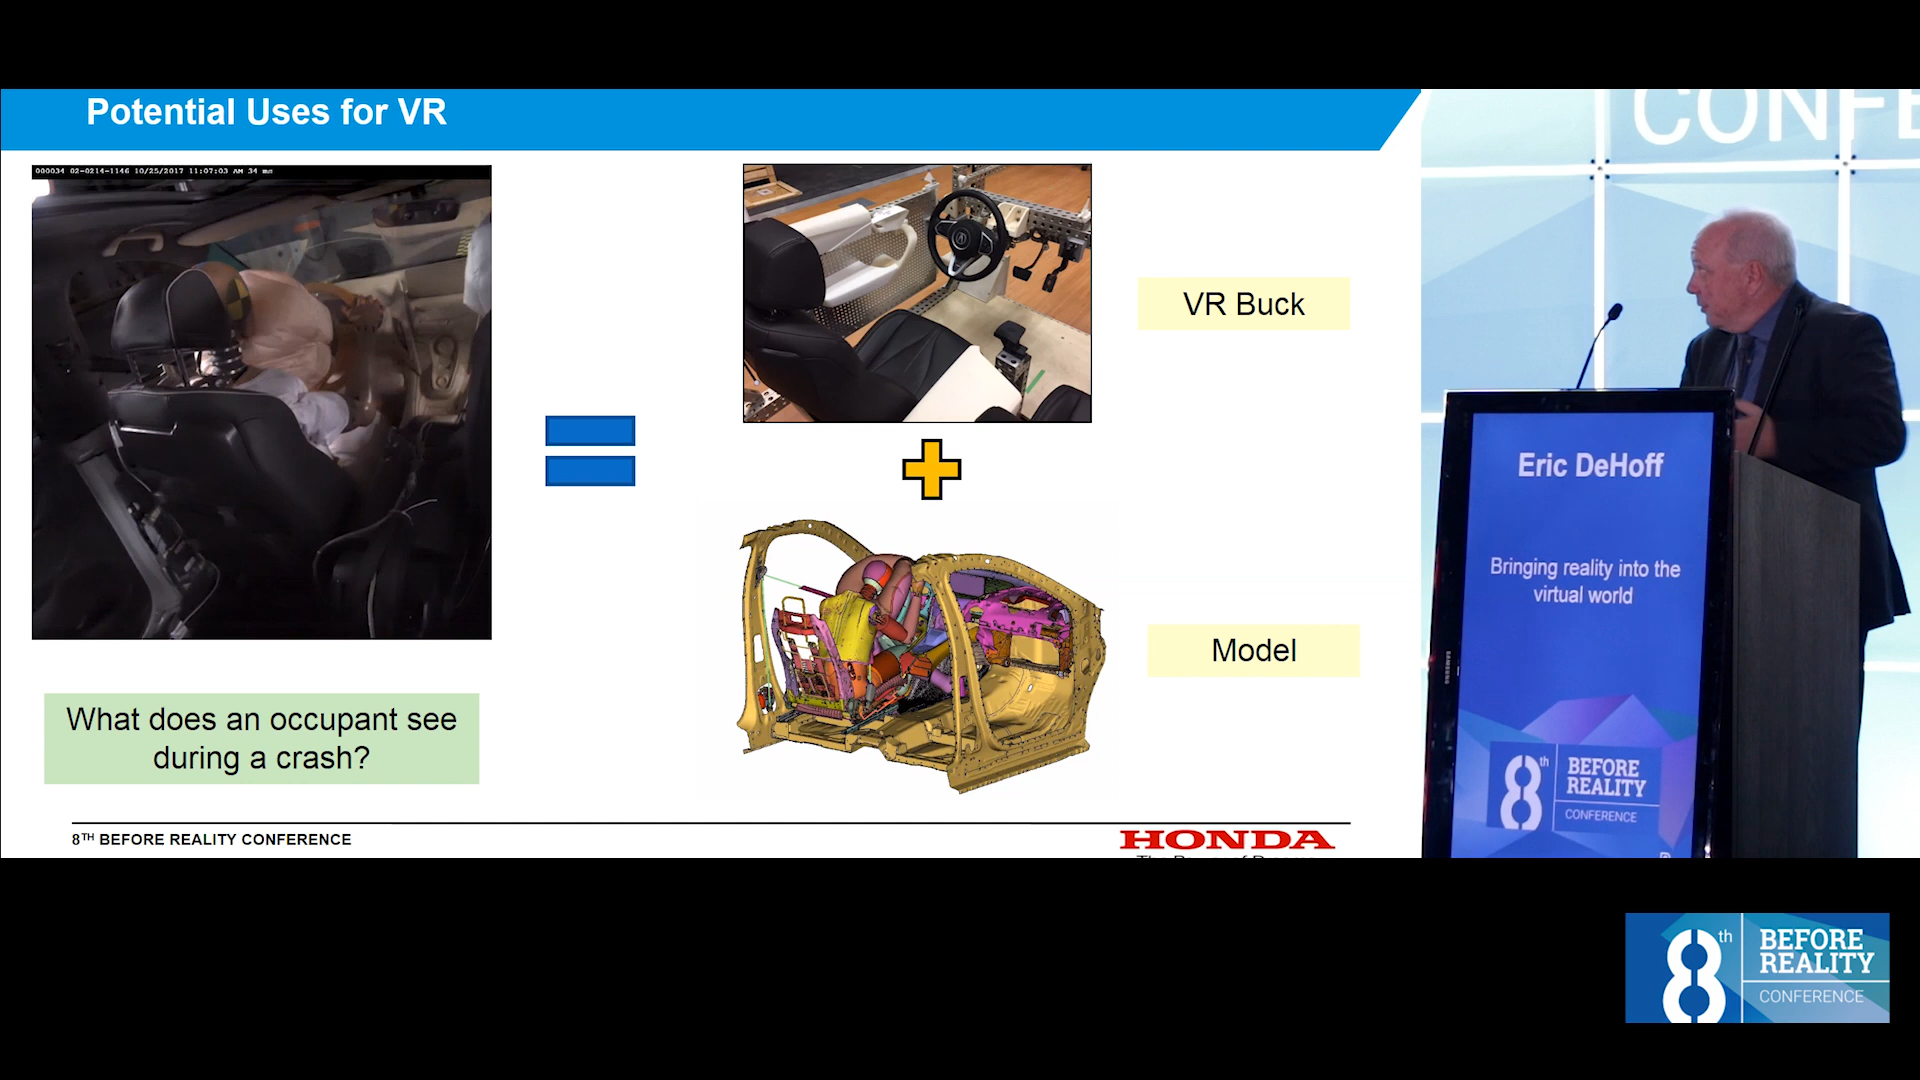 Potential Uses for VR
000034 02-0214-1146 10/25/2017 11:07:03 AM 34 ms
VR Buck
Model
What does an occupant see
during a crash?
8TH BEFORE REALITY CONFERENCE
HONDA
CONFE
Eric DeHoff
Bringing reality into the
virtual world
8th
BEFORE
REALITY
CONFERENCE
SAMSUNG
8th
BEFORE
REALITY
CONFERENCE